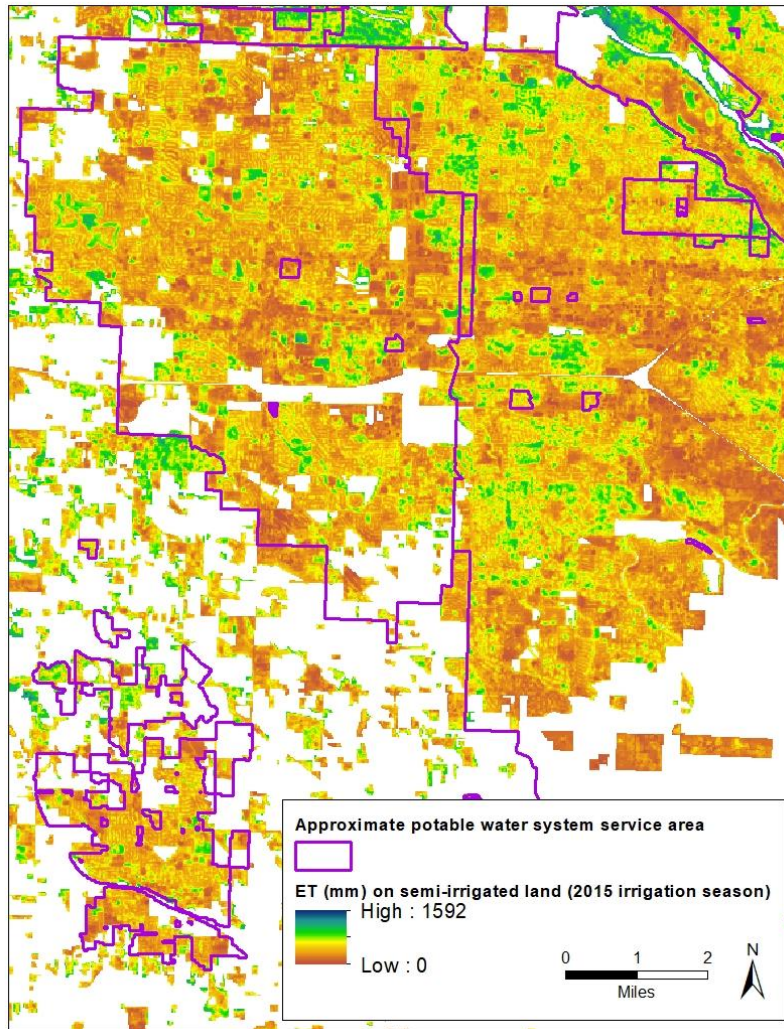 Approximate potable water system service area
ET (mm) on semi-irrigated land (2015 irrigation season)
High : 1592
Low : 0
0 1 2
Miles
N